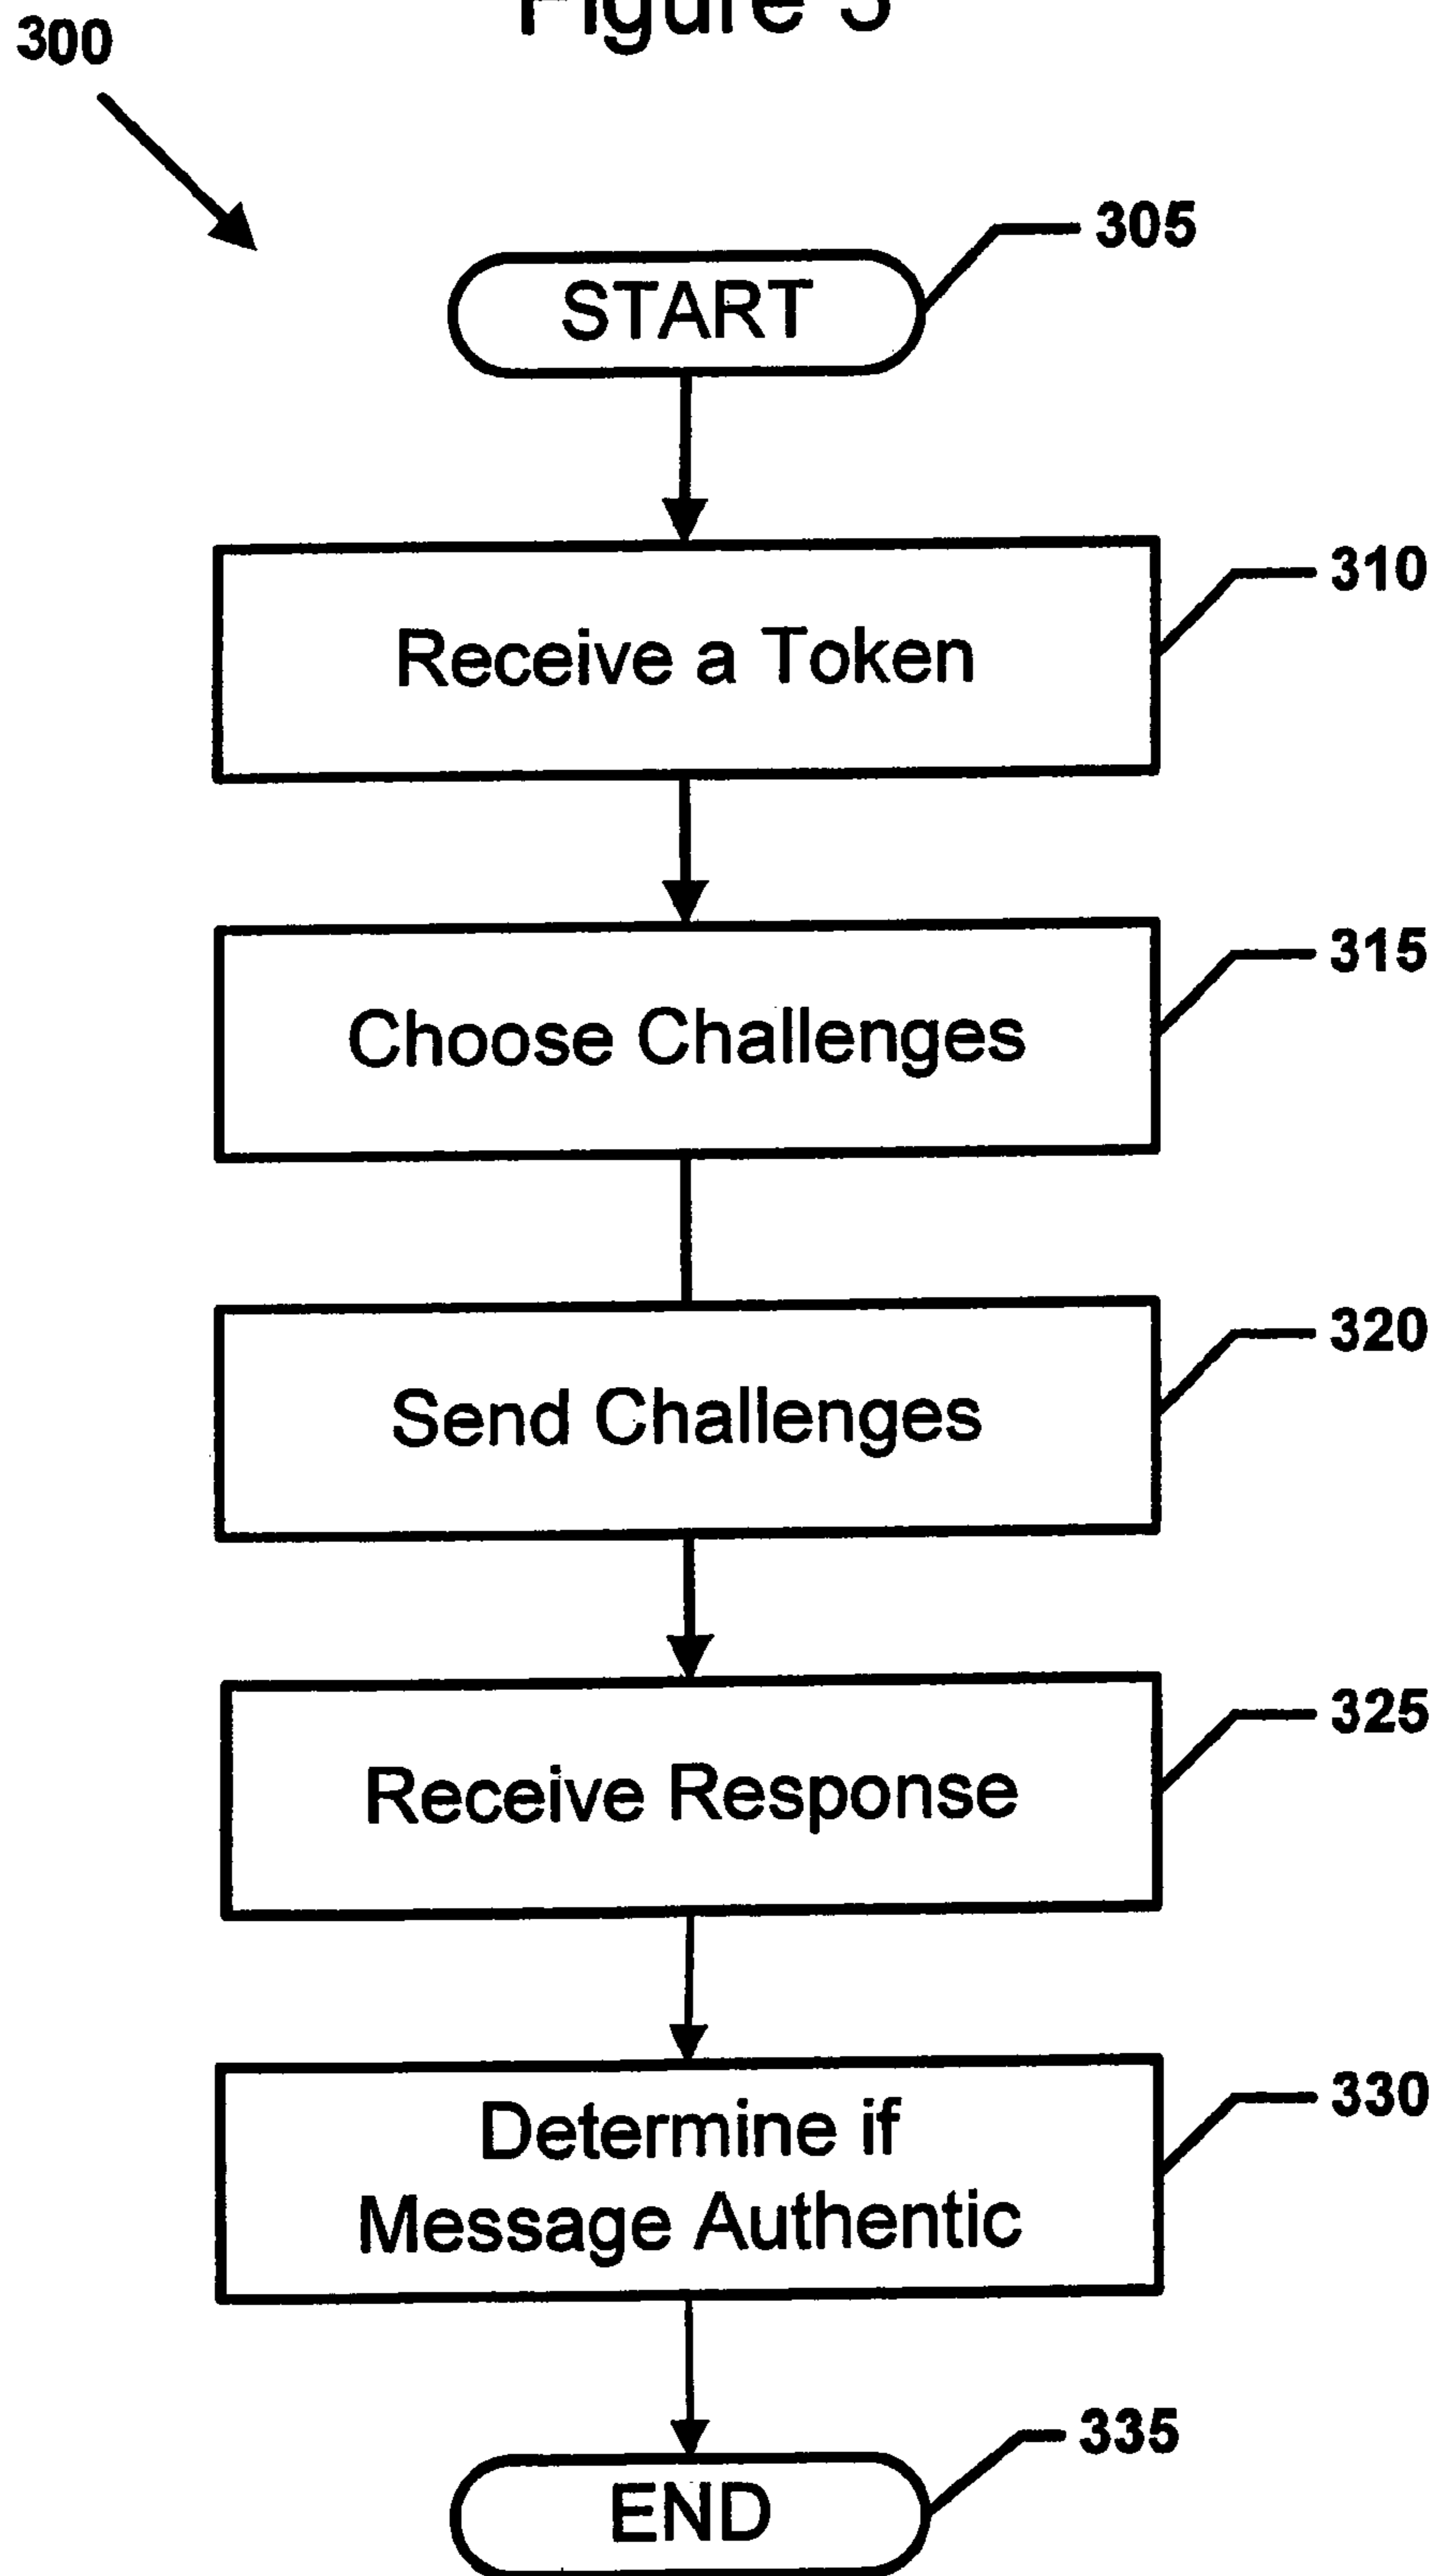 300
START
305
Receive a Token
310
Choose Challenges
315
Send Challenges
320
Receive Response
325
Determine if
Message Authentic
330
END
335